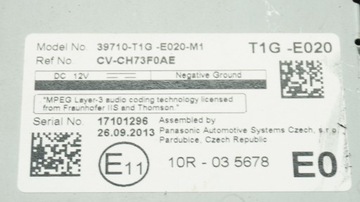 Model No. 39710-T1G -E020-M1
T1G -E020
Ref No. CV-CH73F0AE
DC 12V Negative Ground
"MPEG Layer-3 audio coding technology licensed
from Fraunhofer IIS and Thomson."
Serial No. 17101296
26.09.2013
Assembled by
Panasonic Automotive Systems Czech, s.r.o
Pardubice, Czech Republic
E11
10R - 03 5678
E0